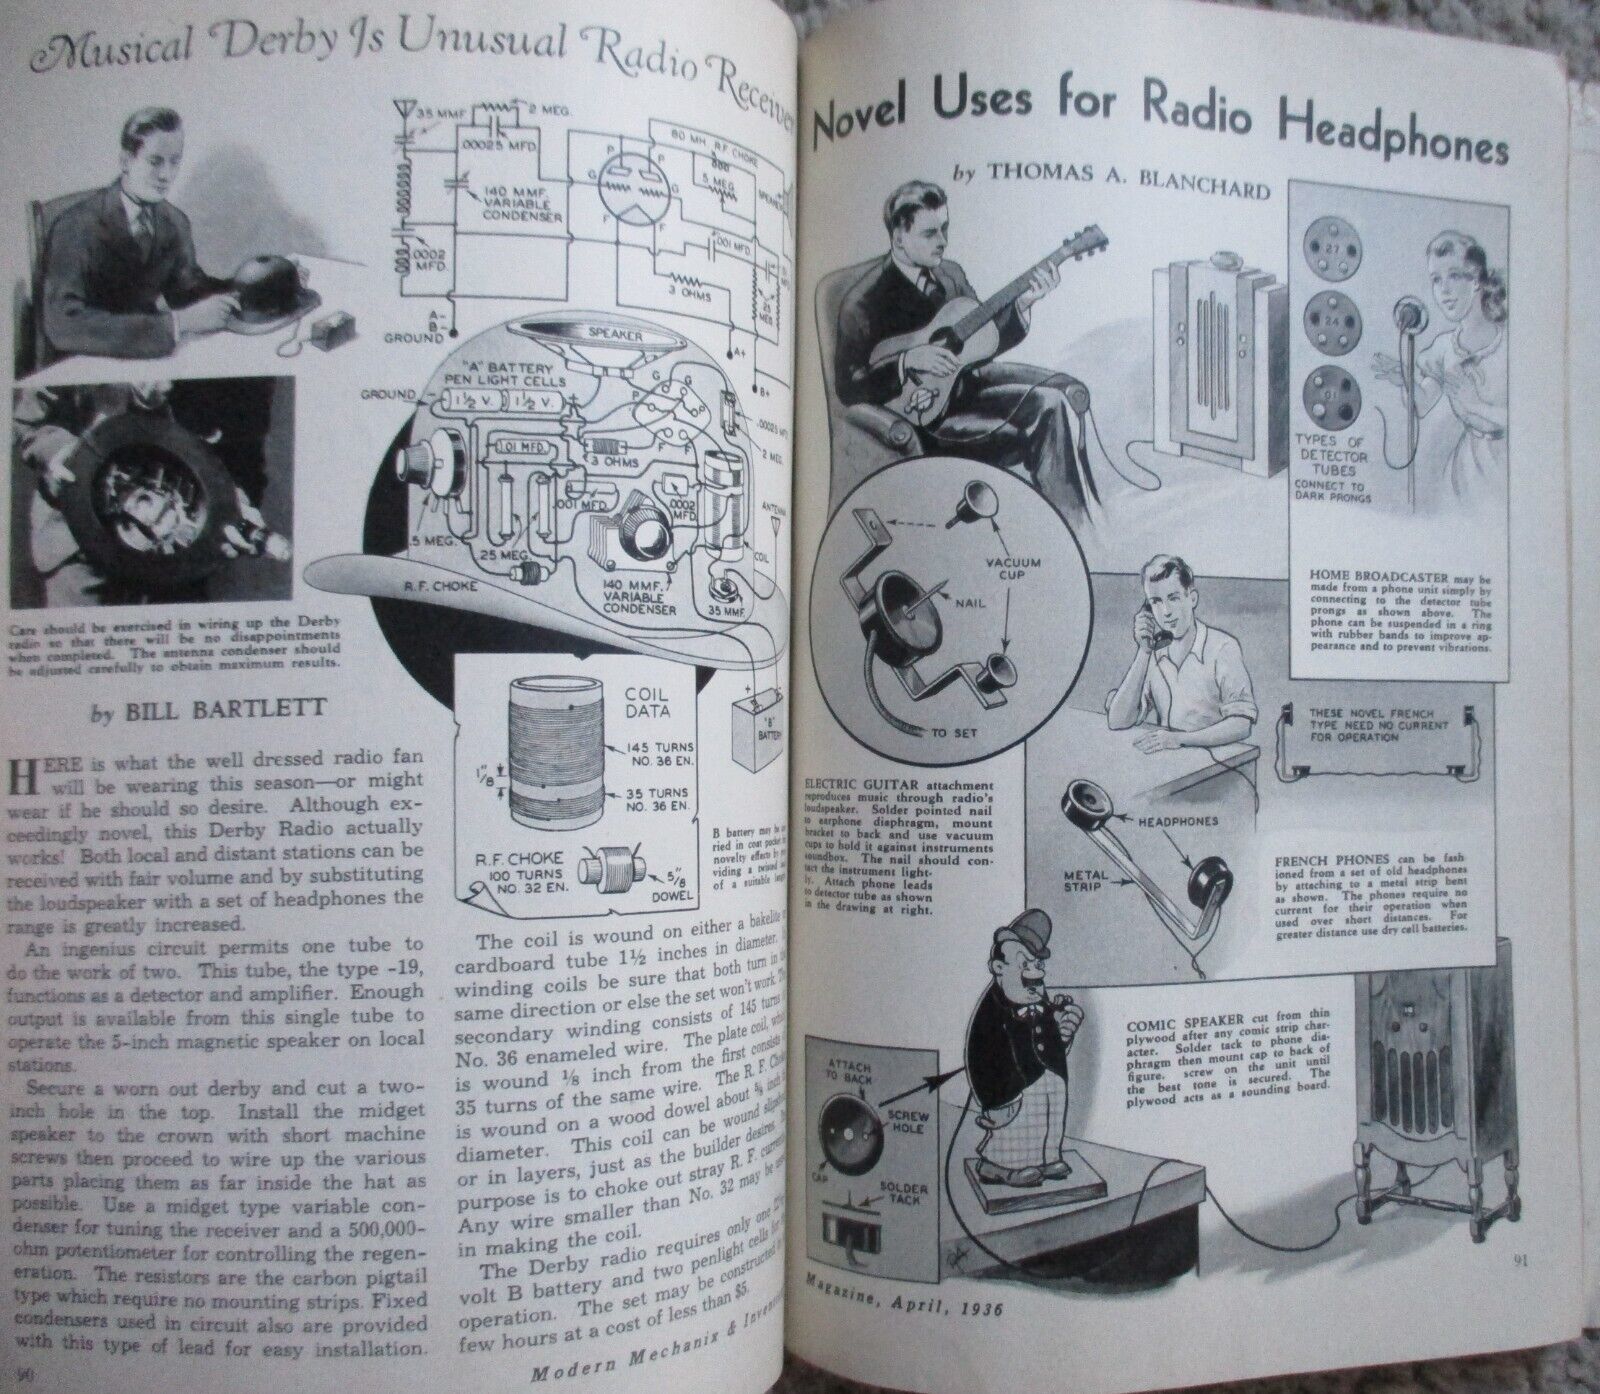 Musical Derby Is Unusual Radio Receiver
35 MMF.
2 MEG.
.00025 MFD.
140 MMF.
VARIABLE
CONDENSER
.0002
MFD.
A-
B-
GROUND
P
P
G
G
F
F
80 MH. R.F. CHOKE
.5 MEG.
SPEAKER
.001 MFD.
3 OHMS
A+
B+
SPEAKER
"A" BATTERY
PEN LIGHT CELLS
GROUND
1½ V.
1½ V.
G
G
P
P
F
F
.00025 MFD.
2 MEG.
.01 MFD.
3 OHMS
.001 MFD.
.0002
MFD.
ANTENNA
.5 MEG.
.25 MEG.
COIL
R.F. CHOKE
140 MMF.
VARIABLE
CONDENSER
35 MMF.
"B"
BATTERY
Care should be exercised in wiring up the Derby
radio so that there will be no disappointments
when completed. The antenna condenser should
be adjusted carefully to obtain maximum results.
by BILL BARTLETT
HERE is what the well dressed radio fan
will be wearing this season—or might
wear if he should so desire. Although ex-
ceedingly novel, this Derby Radio actually
works! Both local and distant stations can be
received with fair volume and by substituting
the loudspeaker with a set of headphones the
range is greatly increased.
An ingenius circuit permits one tube to
do the work of two. This tube, the type -19,
functions as a detector and amplifier. Enough
output is available from this single tube to
operate the 5-inch magnetic speaker on local
stations.
Secure a worn out derby and cut a two-
inch hole in the top. Install the midget
speaker to the crown with short machine
screws then proceed to wire up the various
parts placing them as far inside the hat as
possible. Use a midget type variable con-
denser for tuning the receiver and a 500,000-
ohm potentiometer for controlling the regen-
eration. The resistors are the carbon pigtail
type which require no mounting strips. Fixed
condensers used in circuit also are provided
with this type of lead for easy installation.
90
COIL
DATA
145 TURNS
NO. 36 EN.
1/8"
35 TURNS
NO. 36 EN.
R.F. CHOKE
100 TURNS
NO. 32 EN.
5/8"
DOWEL
B battery may be
ried in coat pocket
novelty effects by
viding a twisted
of a suitable length
The coil is wound on either a bakelite
cardboard tube 1½ inches in diameter.
winding coils be sure that both turn in the
same direction or else the set won't work.
secondary winding consists of 145 turns
No. 36 enameled wire. The plate coil,
is wound ⅛ inch from the first consists
35 turns of the same wire. The R. F. Choke
is wound on a wood dowel about ⅝ inch
diameter. This coil can be wound slipshod
or in layers, just as the builder desires.
purpose is to choke out stray R. F. current.
Any wire smaller than No. 32 may be
in making the coil.
The Derby radio requires only one
volt B battery and two penlight cells for
operation. The set may be constructed
few hours at a cost of less than $5.
Modern Mechanix &
Novel Uses for Radio Headphones
by THOMAS A. BLANCHARD
27
24
01
TYPES OF
DETECTOR
TUBES
CONNECT TO
DARK PRONGS
HOME BROADCASTER may be
made from a phone unit simply by
connecting to the detector tube
prongs as shown above. The
phone can be suspended in a ring
with rubber bands to improve ap-
pearance and to prevent vibrations.
VACUUM
CUP
NAIL
TO SET
ELECTRIC GUITAR attachment
reproduces music through radio's
loudspeaker. Solder pointed nail
to earphone diaphragm, mount
bracket to back and use vacuum
cups to hold it against instruments
soundbox. The nail should con-
tact the instrument light-
ly. Attach phone leads
to detector tube as shown
in the drawing at right.
THESE NOVEL FRENCH
TYPE NEED NO CURRENT
FOR OPERATION
HEADPHONES
METAL
STRIP
FRENCH PHONES can be fash-
ioned from a set of old headphones
by attaching to a metal strip bent
as shown. The phones require no
current for their operation when
used over short distances. For
greater distance use dry cell batteries.
COMIC SPEAKER cut from thin
plywood after any comic strip char-
acter. Solder tack to phone dia-
phragm then mount cap to back of
figure. screw on the unit until
the best tone is secured. The
plywood acts as a sounding board.
ATTACH
TO BACK
SCREW
HOLE
CAP
SOLDER
TACK
Magazine, April, 1936
91